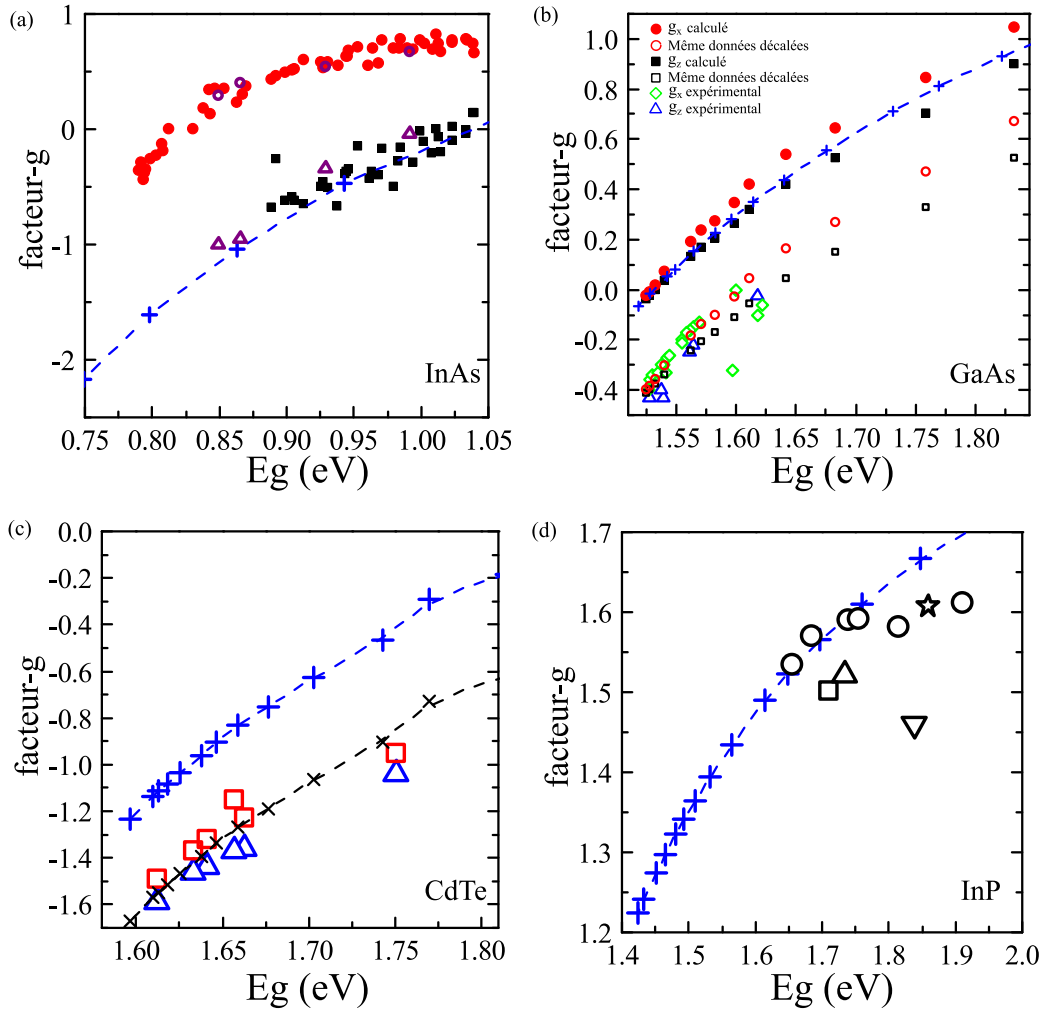 (a)
1
0
-1
-2
facteur-g
InAs
0.75 0.80 0.85 0.90 0.95 1.00 1.05
Eg (eV)
(b)
1.0
0.8
0.6
0.4
0.2
0.0
-0.2
-0.4
facteur-g
gx calculé
Même données décalées
gz calculé
Même données décalées
gx expérimental
gz expérimental
GaAs
1.55 1.60 1.65 1.70 1.75 1.80
Eg (eV)
(c)
0.0
-0.2
-0.4
-0.6
-0.8
-1.0
-1.2
-1.4
-1.6
facteur-g
CdTe
1.60 1.65 1.70 1.75 1.80
Eg (eV)
(d)
1.7
1.6
1.5
1.4
1.3
1.2
facteur-g
InP
1.4 1.5 1.6 1.7 1.8 1.9 2.0
Eg (eV)